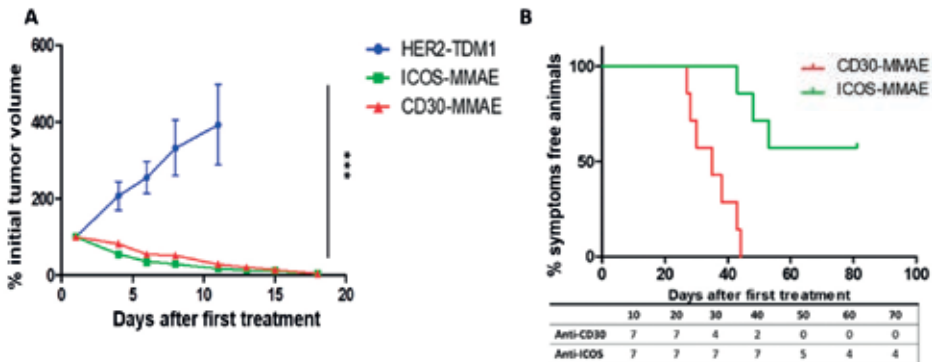 A
% initial tumor volume
600
400
200
0
0 5 10 15 20
Days after first treatment
HER2-TDM1
ICOS-MMAE
CD30-MMAE
***
B
% symptoms free animals
100
50
0
0 20 40 60 80 100
Days after first treatment
CD30-MMAE
ICOS-MMAE
10 20 30 40 50 60 70
Anti-CD30 7 7 4 2 0 0 0
Anti-ICOS 7 7 7 7 5 4 4